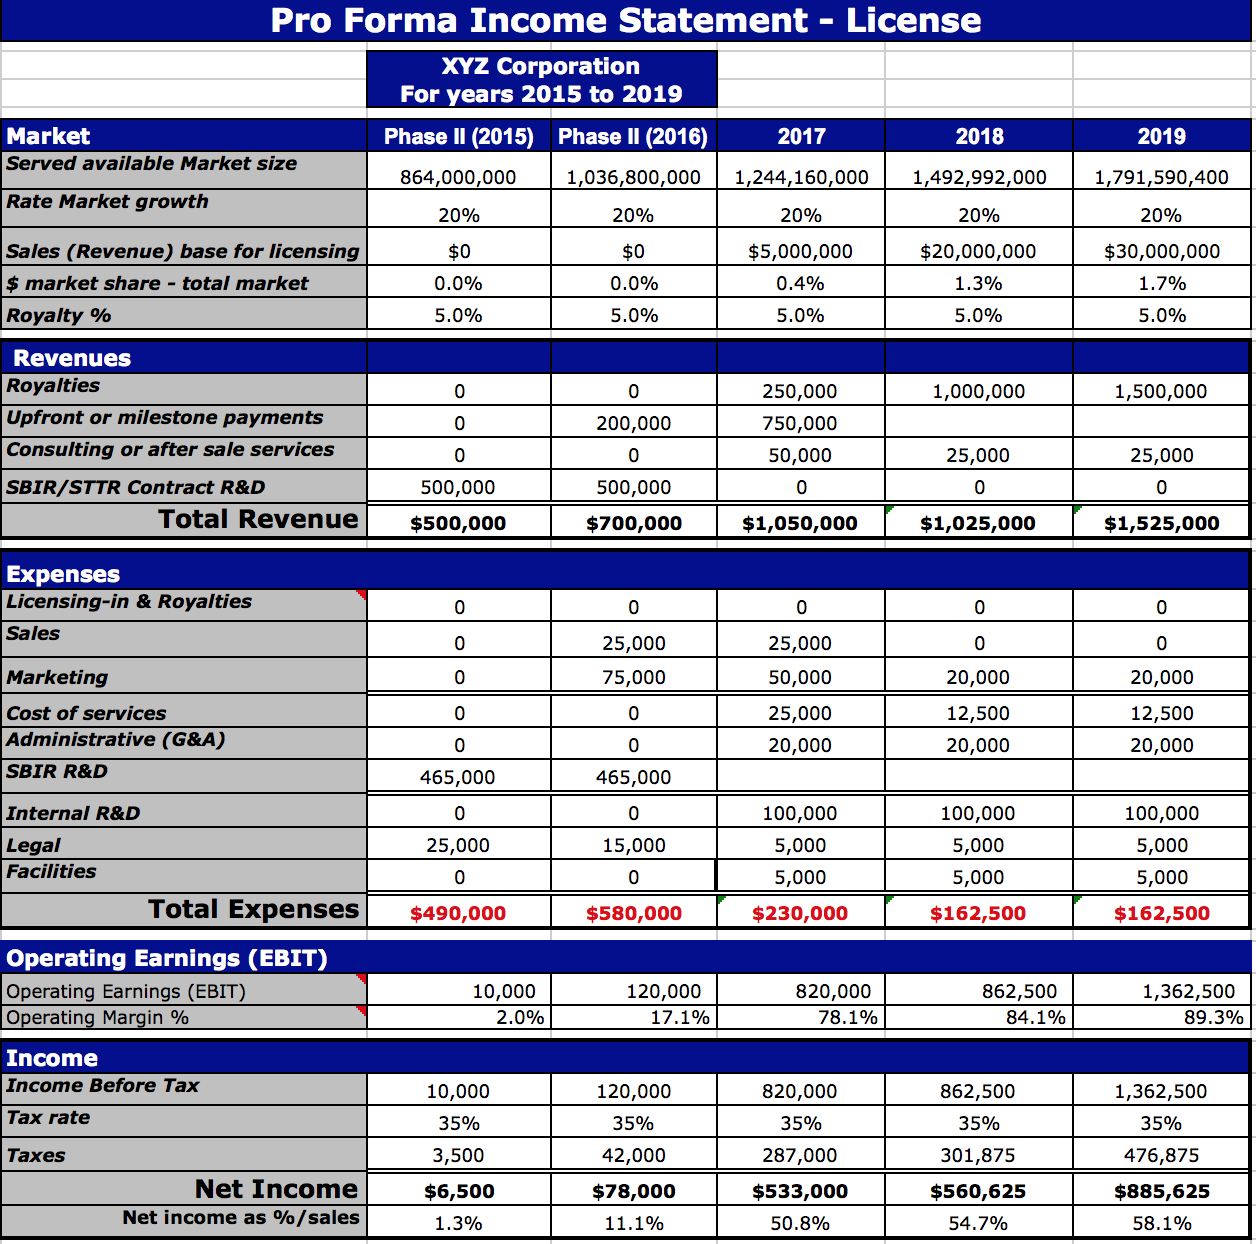 Pro Forma Income Statement - License
XYZ Corporation
For years 2015 to 2019
Market Phase II (2015) Phase II (2016) 2017 2018 2019
Served available Market size 864,000,000 1,036,800,000 1,244,160,000 1,492,992,000 1,791,590,400
Rate Market growth 20% 20% 20% 20% 20%
Sales (Revenue) base for licensing $0 $0 $5,000,000 $20,000,000 $30,000,000
$ market share - total market 0.0% 0.0% 0.4% 1.3% 1.7%
Royalty % 5.0% 5.0% 5.0% 5.0% 5.0%
Revenues
Royalties 0 0 250,000 1,000,000 1,500,000
Upfront or milestone payments 0 200,000 750,000
Consulting or after sale services 0 0 50,000 25,000 25,000
SBIR/STTR Contract R&D 500,000 500,000 0 0 0
Total Revenue $500,000 $700,000 $1,050,000 $1,025,000 $1,525,000
Expenses
Licensing-in & Royalties 0 0 0 0 0
Sales 0 25,000 25,000 0 0
Marketing 0 75,000 50,000 20,000 20,000
Cost of services 0 0 25,000 12,500 12,500
Administrative (G&A) 0 0 20,000 20,000 20,000
SBIR R&D 465,000 465,000
Internal R&D 0 0 100,000 100,000 100,000
Legal 25,000 15,000 5,000 5,000 5,000
Facilities 0 0 5,000 5,000 5,000
Total Expenses $490,000 $580,000 $230,000 $162,500 $162,500
Operating Earnings (EBIT)
Operating Earnings (EBIT) 10,000 120,000 820,000 862,500 1,362,500
Operating Margin % 2.0% 17.1% 78.1% 84.1% 89.3%
Income
Income Before Tax 10,000 120,000 820,000 862,500 1,362,500
Tax rate 35% 35% 35% 35% 35%
Taxes 3,500 42,000 287,000 301,875 476,875
Net Income $6,500 $78,000 $533,000 $560,625 $885,625
Net income as %/sales 1.3% 11.1% 50.8% 54.7% 58.1%